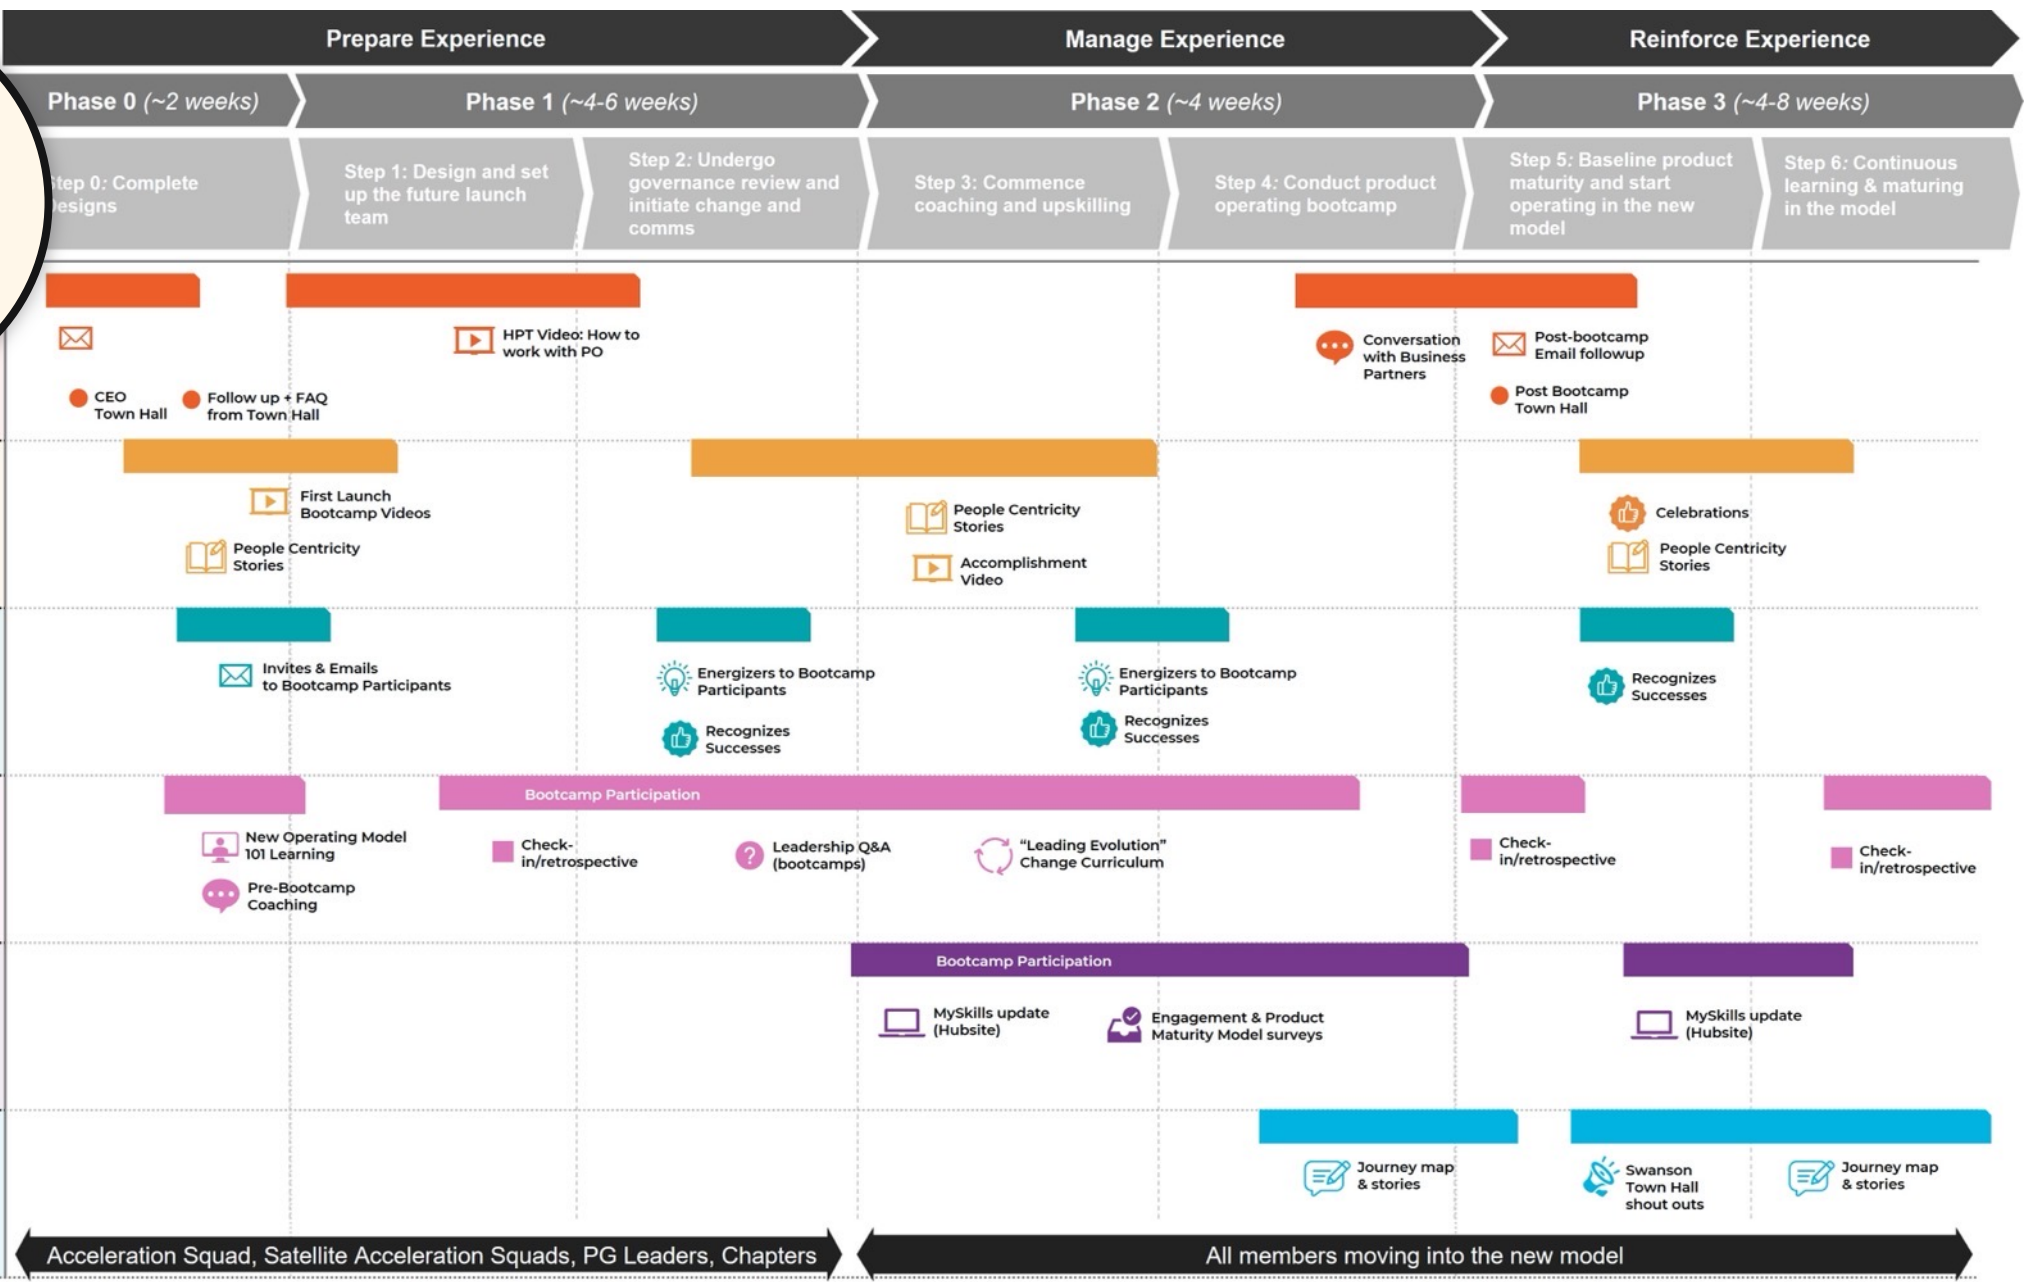 Prepare Experience
Manage Experience
Reinforce Experience
Phase 0 (~2 weeks)
Phase 1 (~4-6 weeks)
Phase 2 (~4 weeks)
Phase 3 (~4-8 weeks)
Step 0: Complete
Designs
Step 1: Design and set
up the future launch
team
Step 2: Undergo
governance review and
initiate change and
comms
Step 3: Commence
coaching and upskilling
Step 4: Conduct product
operating bootcamp
Step 5: Baseline product
maturity and start
operating in the new
model
Step 6: Continuous
learning & maturing
in the model
HPT Video: How to
work with PO
Conversation
with Business
Partners
Post-bootcamp
Email followup
CEO
Town Hall
Follow up + FAQ
from Town Hall
Post Bootcamp
Town Hall
First Launch
Bootcamp Videos
People Centricity
Stories
People Centricity
Stories
Accomplishment
Video
Celebrations
People Centricity
Stories
Invites & Emails
to Bootcamp Participants
Energizers to Bootcamp
Participants
Recognizes
Successes
Energizers to Bootcamp
Participants
Recognizes
Successes
Recognizes
Successes
Bootcamp Participation
New Operating Model
101 Learning
Pre-Bootcamp
Coaching
Check-
in/retrospective
Leadership Q&A
(bootcamps)
“Leading Evolution”
Change Curriculum
Check-
in/retrospective
Check-
in/retrospective
Bootcamp Participation
MySkills update
(Hubsite)
Engagement & Product
Maturity Model surveys
MySkills update
(Hubsite)
Journey map
& stories
Swanson
Town Hall
shout outs
Journey map
& stories
Acceleration Squad, Satellite Acceleration Squads, PG Leaders, Chapters
All members moving into the new model